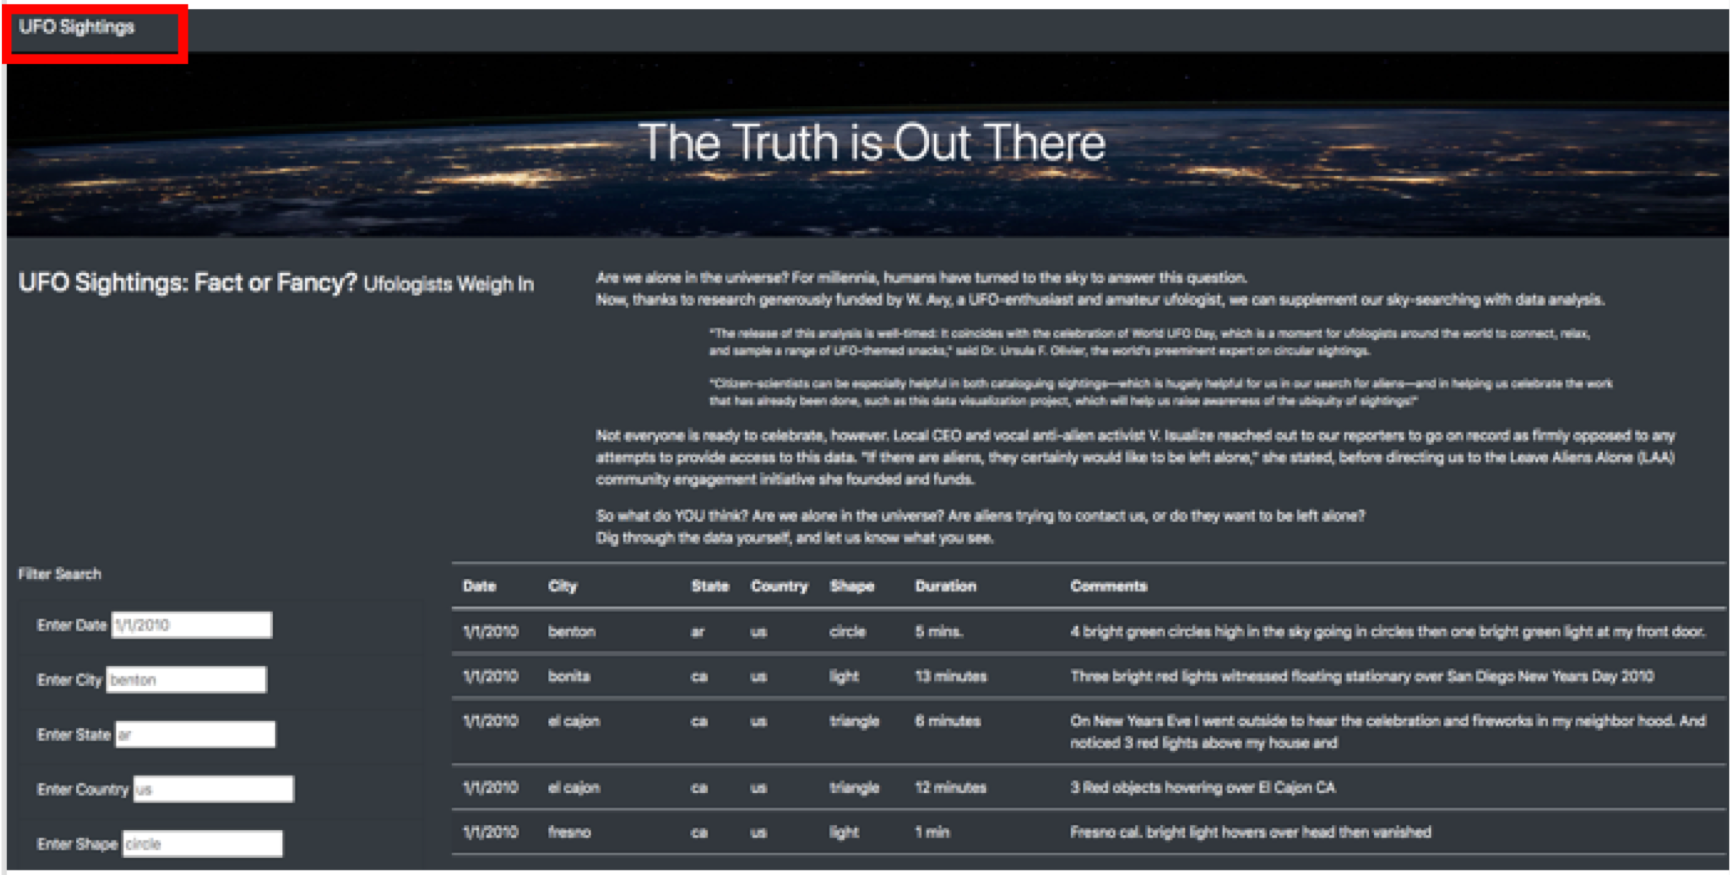 UFO Sightings
The Truth is Out There
UFO Sightings: Fact or Fancy? Ufologists Weigh In
Are we alone in the universe? For millennia, humans have turned to the sky to answer this question.
Now, thanks to research generously funded by W. Avy, a UFO-enthusiast and amateur ufologist, we can supplement our sky-searching with data analysis.
"The release of this analysis is well-timed: it coincides with the celebration of World UFO Day, which is a moment for ufologists around the world to connect, relax,
and sample a range of UFO-themed snacks," said Dr. Ursula F. Olivier, the world's preeminent expert on circular sightings.
"Citizen-scientists can be especially helpful in both cataloguing sightings—which is hugely helpful for us in our search for aliens—and in helping us celebrate the work
that has already been done, such as this data visualization project, which will help us raise awareness of the ubiquity of sightings!"
Not everyone is ready to celebrate, however. Local CEO and vocal anti-alien activist V. Isualize reached out to our reporters to go on record as firmly opposed to any
attempts to provide access to this data. "If there are aliens, they certainly would like to be left alone," she stated, before directing us to the Leave Aliens Alone (LAA)
community engagement initiative she founded and funds.
So what do YOU think? Are we alone in the universe? Are aliens trying to contact us, or do they want to be left alone?
Dig through the data yourself, and let us know what you see.
Filter Search
Enter Date 1/1/2010
Enter City benton
Enter State ar
Enter Country us
Enter Shape circle
Date City State Country Shape Duration Comments
1/1/2010 benton ar us circle 5 mins. 4 bright green circles high in the sky going in circles then one bright green light at my front door.
1/1/2010 bonita ca us light 13 minutes Three bright red lights witnessed floating stationary over San Diego New Years Day 2010
1/1/2010 el cajon ca us triangle 6 minutes On New Years Eve I went outside to hear the celebration and fireworks in my neighbor hood. And
noticed 3 red lights above my house and
1/1/2010 el cajon ca us triangle 12 minutes 3 Red objects hovering over El Cajon CA
1/1/2010 fresno ca us light 1 min Fresno cal. bright light hovers over head then vanished